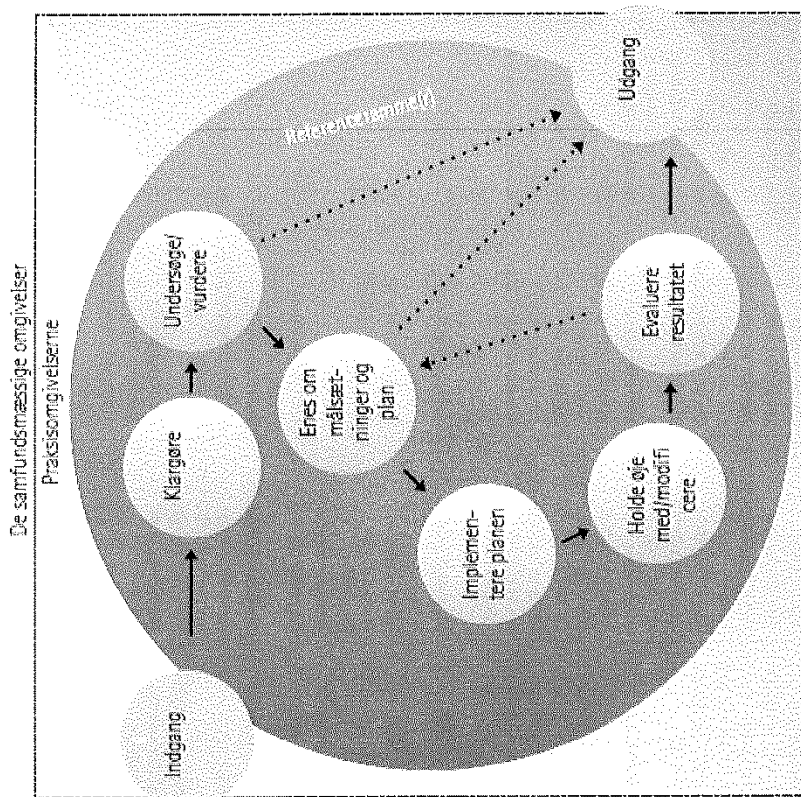 De samfundsmæssige omgivelser
Praksisomgivelserne
Referenceramme(r)
Indgang
Klargøre
Undersøge/
vurdere
Enes om
målsæt-
ninger og
plan
Implemen-
tere planen
Holde øje
med/modifi
cere
Evaluere
resultatet
Udgang